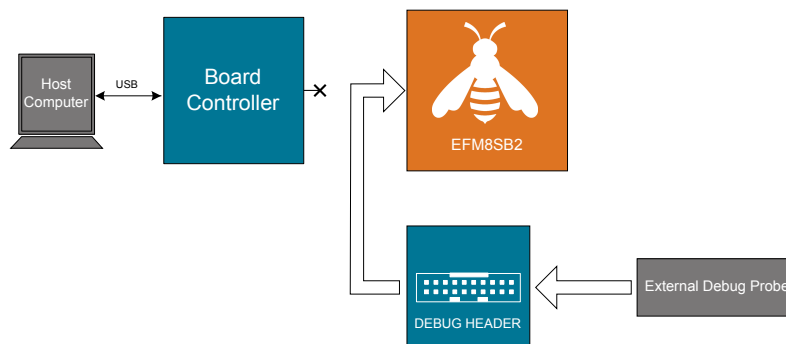 Host
Computer
USB
Board
Controller
EFM8SB2
DEBUG HEADER
External Debug Probe